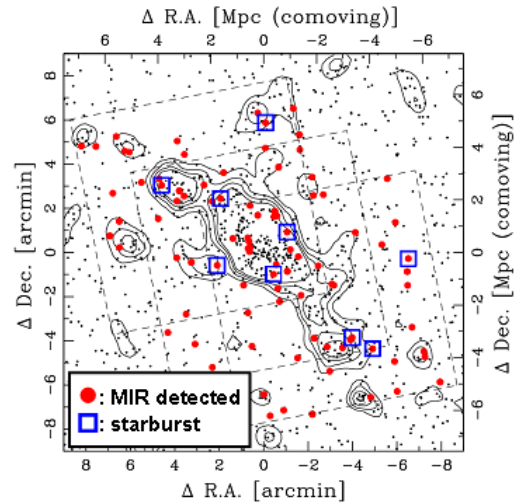 Δ R.A. [Mpc (comoving)]
6 4 2 0 -2 -4 -6
8 6 4 2 0 -2 -4 -6 -8
Δ Dec. [arcmin]
6 4 2 0 -2 -4 -6
Δ Dec. [Mpc (comoving)]
: MIR detected
: starburst
8 6 4 2 0 -2 -4 -6 -8
Δ R.A. [arcmin]